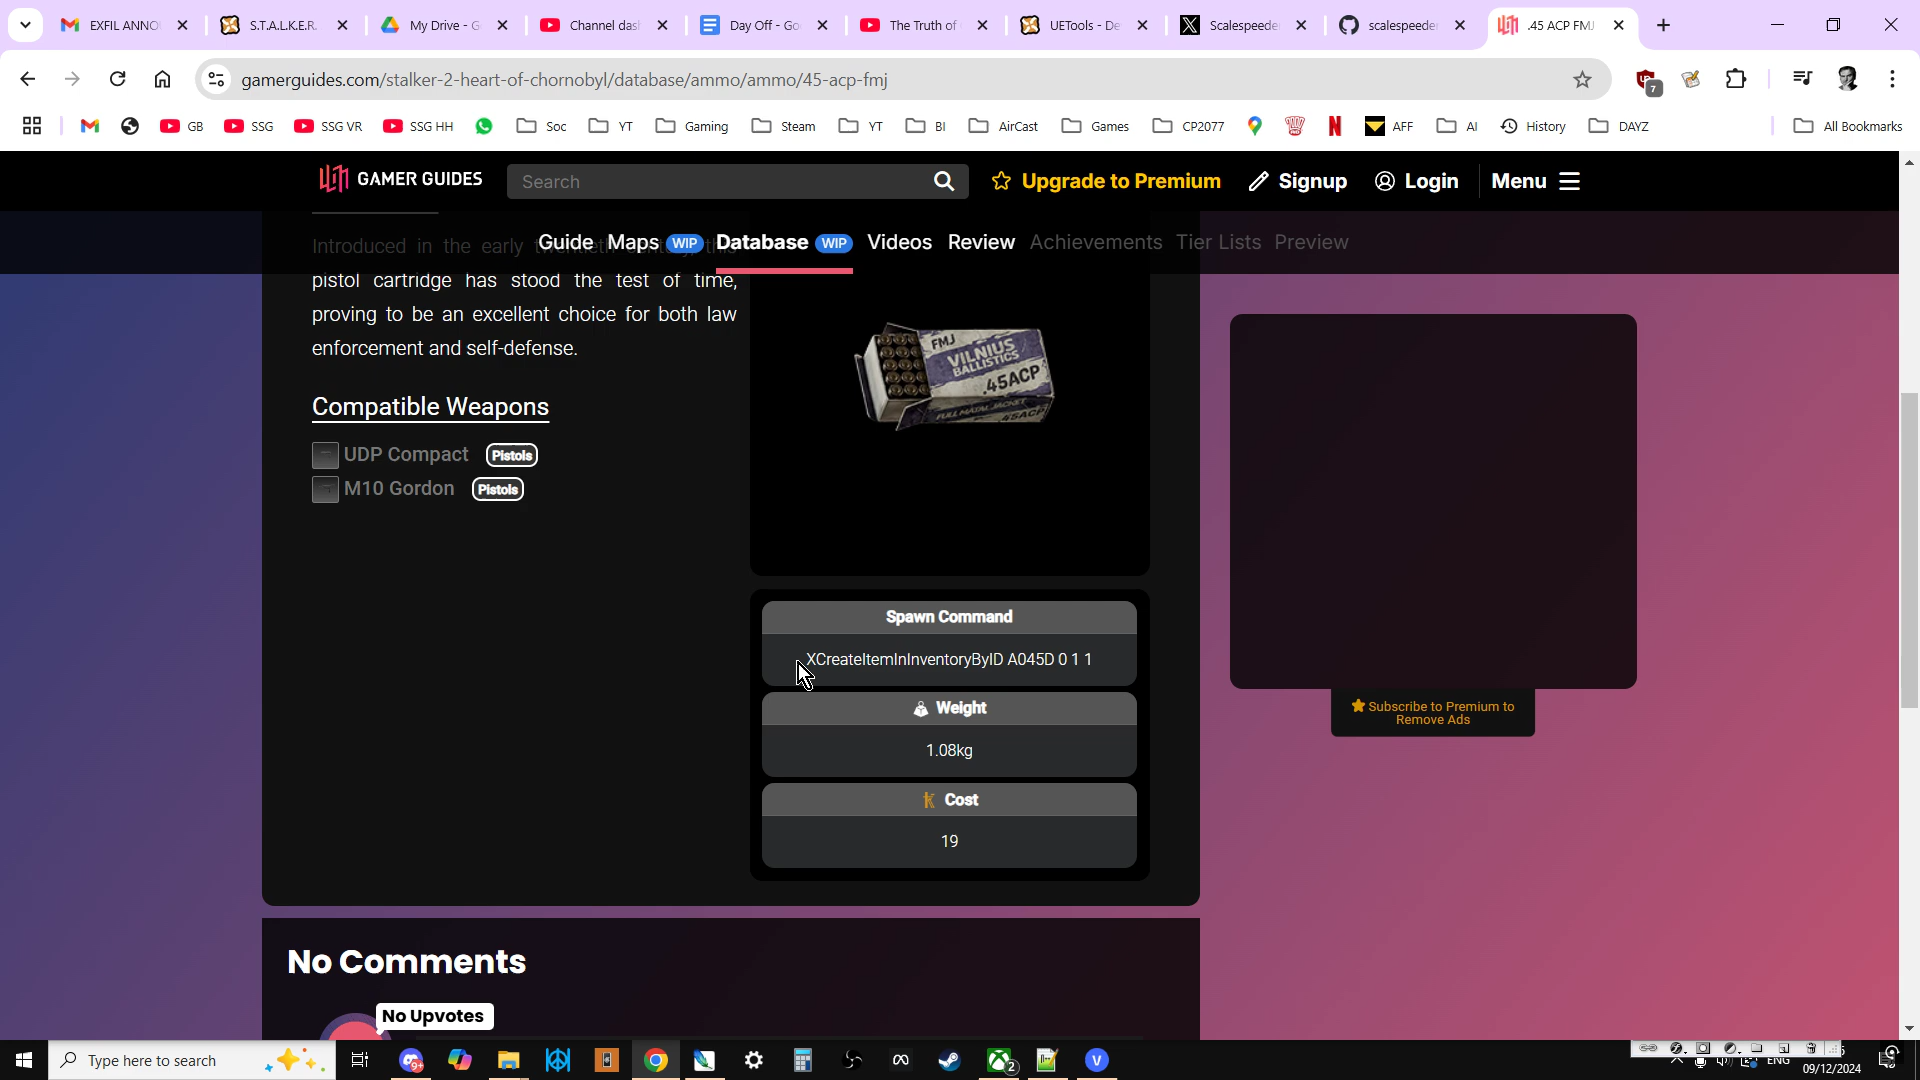 EXFIL ANNO
S.T.A.L.K.E.R.
My Drive - G
Channel das
Day Off - Go
The Truth of
UETools - De
Scalespeede
scalespeede
.45 ACP FMJ
gamerguides.com/stalker-2-heart-of-chornobyl/database/ammo/ammo/45-acp-fmj
7
GB
SSG
SSG VR
SSG HH
Soc
YT
Gaming
Steam
YT
BI
AirCast
Games
CP2077
AFF
AI
History
DAYZ
All Bookmarks
GAMER GUIDES
Search
Upgrade to Premium
Signup
Login
Menu
Guide
Maps WIP
Database WIP
Videos
Review
Achievements
Tier Lists
Preview
Introduced in the early twentieth century, this
pistol cartridge has stood the test of time,
proving to be an excellent choice for both law
enforcement and self-defense.
FMJ
VILNIUS
BALLISTICS
.45ACP
Compatible Weapons
UDP Compact Pistols
M10 Gordon Pistols
Spawn Command
XCreateItemInInventoryByID A045D 0 1 1
Weight
1.08kg
Cost
19
Subscribe to Premium to
Remove Ads
No Comments
No Upvotes
Type here to search
ENG
09/12/2024